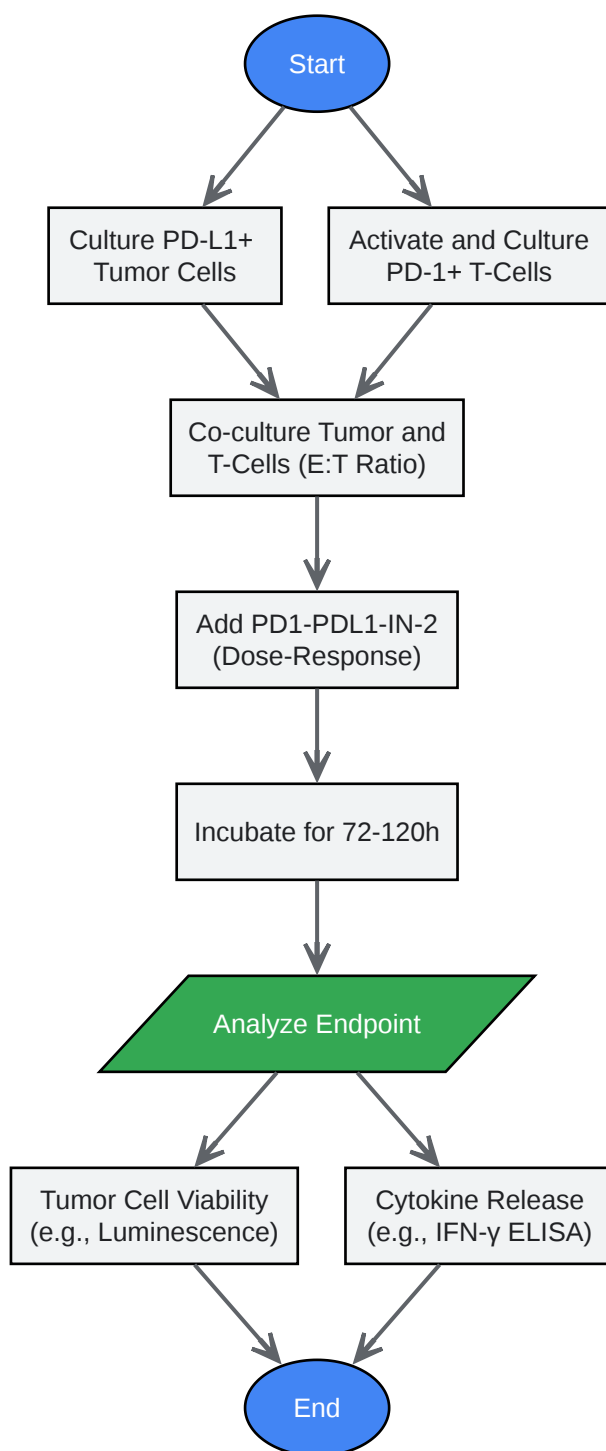 Start
Culture PD-L1+
Tumor Cells
Activate and Culture
PD-1+ T-Cells
Co-culture Tumor and
T-Cells (E:T Ratio)
Add PD1-PDL1-IN-2
(Dose-Response)
Incubate for 72-120h
Analyze Endpoint
Tumor Cell Viability
(e.g., Luminescence)
Cytokine Release
(e.g., IFN-γ ELISA)
End